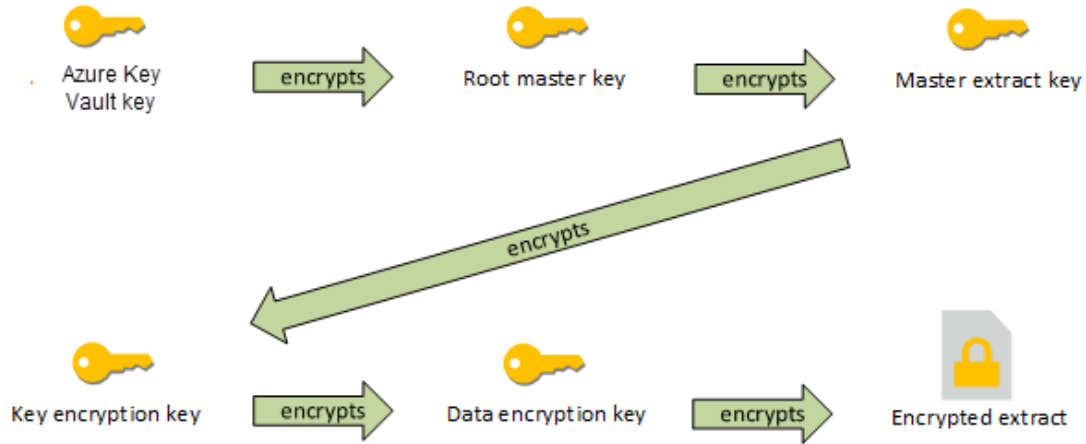 Azure Key
Vault key
encrypts
Root master key
encrypts
Master extract key
encrypts
Key encryption key
encrypts
Data encryption key
encrypts
Encrypted extract